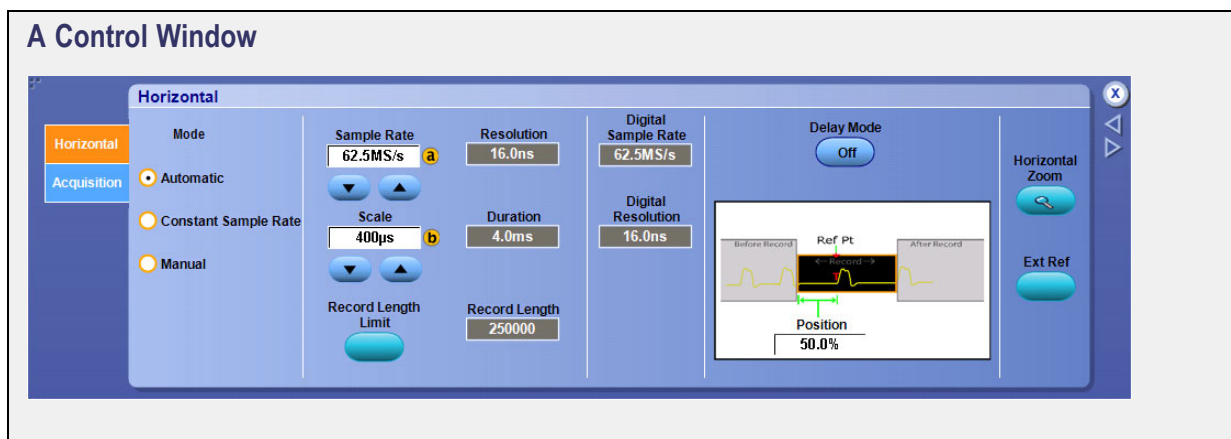 A Control Window
Horizontal
Horizontal
Acquisition
Mode
Automatic
Constant Sample Rate
Manual
Sample Rate
62.5MS/s a
Scale
400µs b
Record Length
Limit
Resolution
16.0ns
Duration
4.0ms
Record Length
250000
Digital
Sample Rate
62.5MS/s
Digital
Resolution
16.0ns
Delay Mode
Off
Before Record
Ref Pt
After Record
<--Record-->
T
Position
50.0%
X
Horizontal
Zoom
Ext Ref